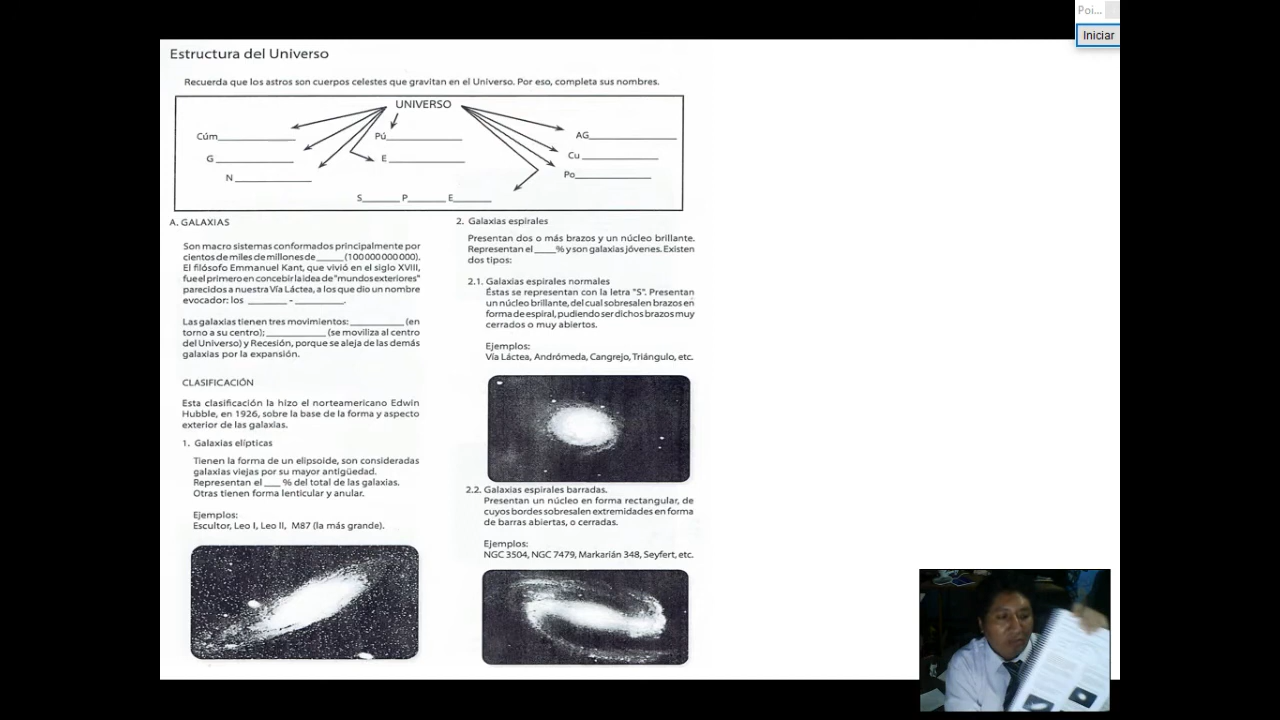 Poi...
Iniciar
Estructura del Universo
Recuerda que los astros son cuerpos celestes que gravitan en el Universo. Por eso, completa sus nombres.
UNIVERSO
Cúm____________
Pú____________
AG____________
G ____________
E ____________
Cu ____________
N ____________
Po____________
S______ P______ E______
A. GALAXIAS
Son macro sistemas conformados principalmente por
cientos de miles de millones de _____ (100 000 000 000).
El filósofo Emmanuel Kant, que vivió en el siglo XVIII,
fue el primero en concebir la idea de "mundos exteriores"
parecidos a nuestra Vía Láctea, a los que dio un nombre
evocador: los _______ - _________.
Las galaxias tienen tres movimientos: __________ (en
torno a su centro); ___________ (se moviliza al centro
del Universo) y Recesión, porque se aleja de las demás
galaxias por la expansión.
CLASIFICACIÓN
Esta clasificación la hizo el norteamericano Edwin
Hubble, en 1926, sobre la base de la forma y aspecto
exterior de las galaxias.
1. Galaxias elípticas
Tienen la forma de un elipsoide, son consideradas
galaxias viejas por su mayor antigüedad.
Representan el ___ % del total de las galaxias.
Otras tienen forma lenticular y anular.
Ejemplos:
Escultor, Leo I, Leo II, M87 (la más grande).
2. Galaxias espirales
Presentan dos o más brazos y un núcleo brillante.
Representan el ____% y son galaxias jóvenes. Existen
dos tipos:
2.1. Galaxias espirales normales
Éstas se representan con la letra "S". Presentan
un núcleo brillante, del cual sobresalen brazos en
forma de espiral, pudiendo ser dichos brazos muy
cerrados o muy abiertos.
Ejemplos:
Vía Láctea, Andrómeda, Cangrejo, Triángulo, etc.
2.2. Galaxias espirales barradas.
Presentan un núcleo en forma rectangular, de
cuyos bordes sobresalen extremidades en forma
de barras abiertas, o cerradas.
Ejemplos:
NGC 3504, NGC 7479, Markarián 348, Seyfert, etc.